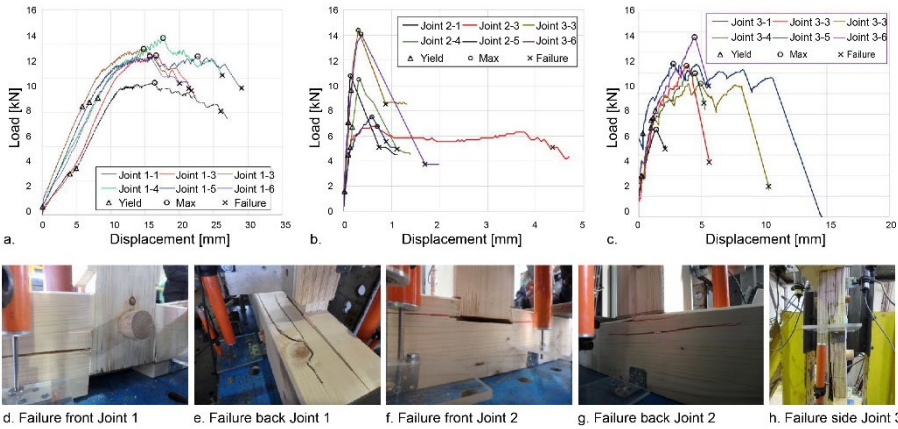 Load [kN]
14
12
10
8
6
4
2
0
Joint 1-1 Joint 1-3 Joint 1-3
Joint 1-4 Joint 1-5 Joint 1-6
Yield Max Failure
0 5 10 15 20 25 30 35
a. Displacement [mm]
Load [kN]
16
14
12
10
8
6
4
2
0
Joint 2-1 Joint 2-3 Joint 3-3
Joint 2-4 Joint 2-5 Joint 3-6
Yield Max Failure
0 1 2 3 4 5
b. Displacement [mm]
Load [kN]
16
14
12
10
8
6
4
2
0
Joint 3-1 Joint 3-3 Joint 3-3
Joint 3-4 Joint 3-5 Joint 3-6
Yield Max Failure
0 5 10 15 20
c. Displacement [mm]
d. Failure front Joint 1
e. Failure back Joint 1
f. Failure front Joint 2
g. Failure back Joint 2
h. Failure side Joint 3